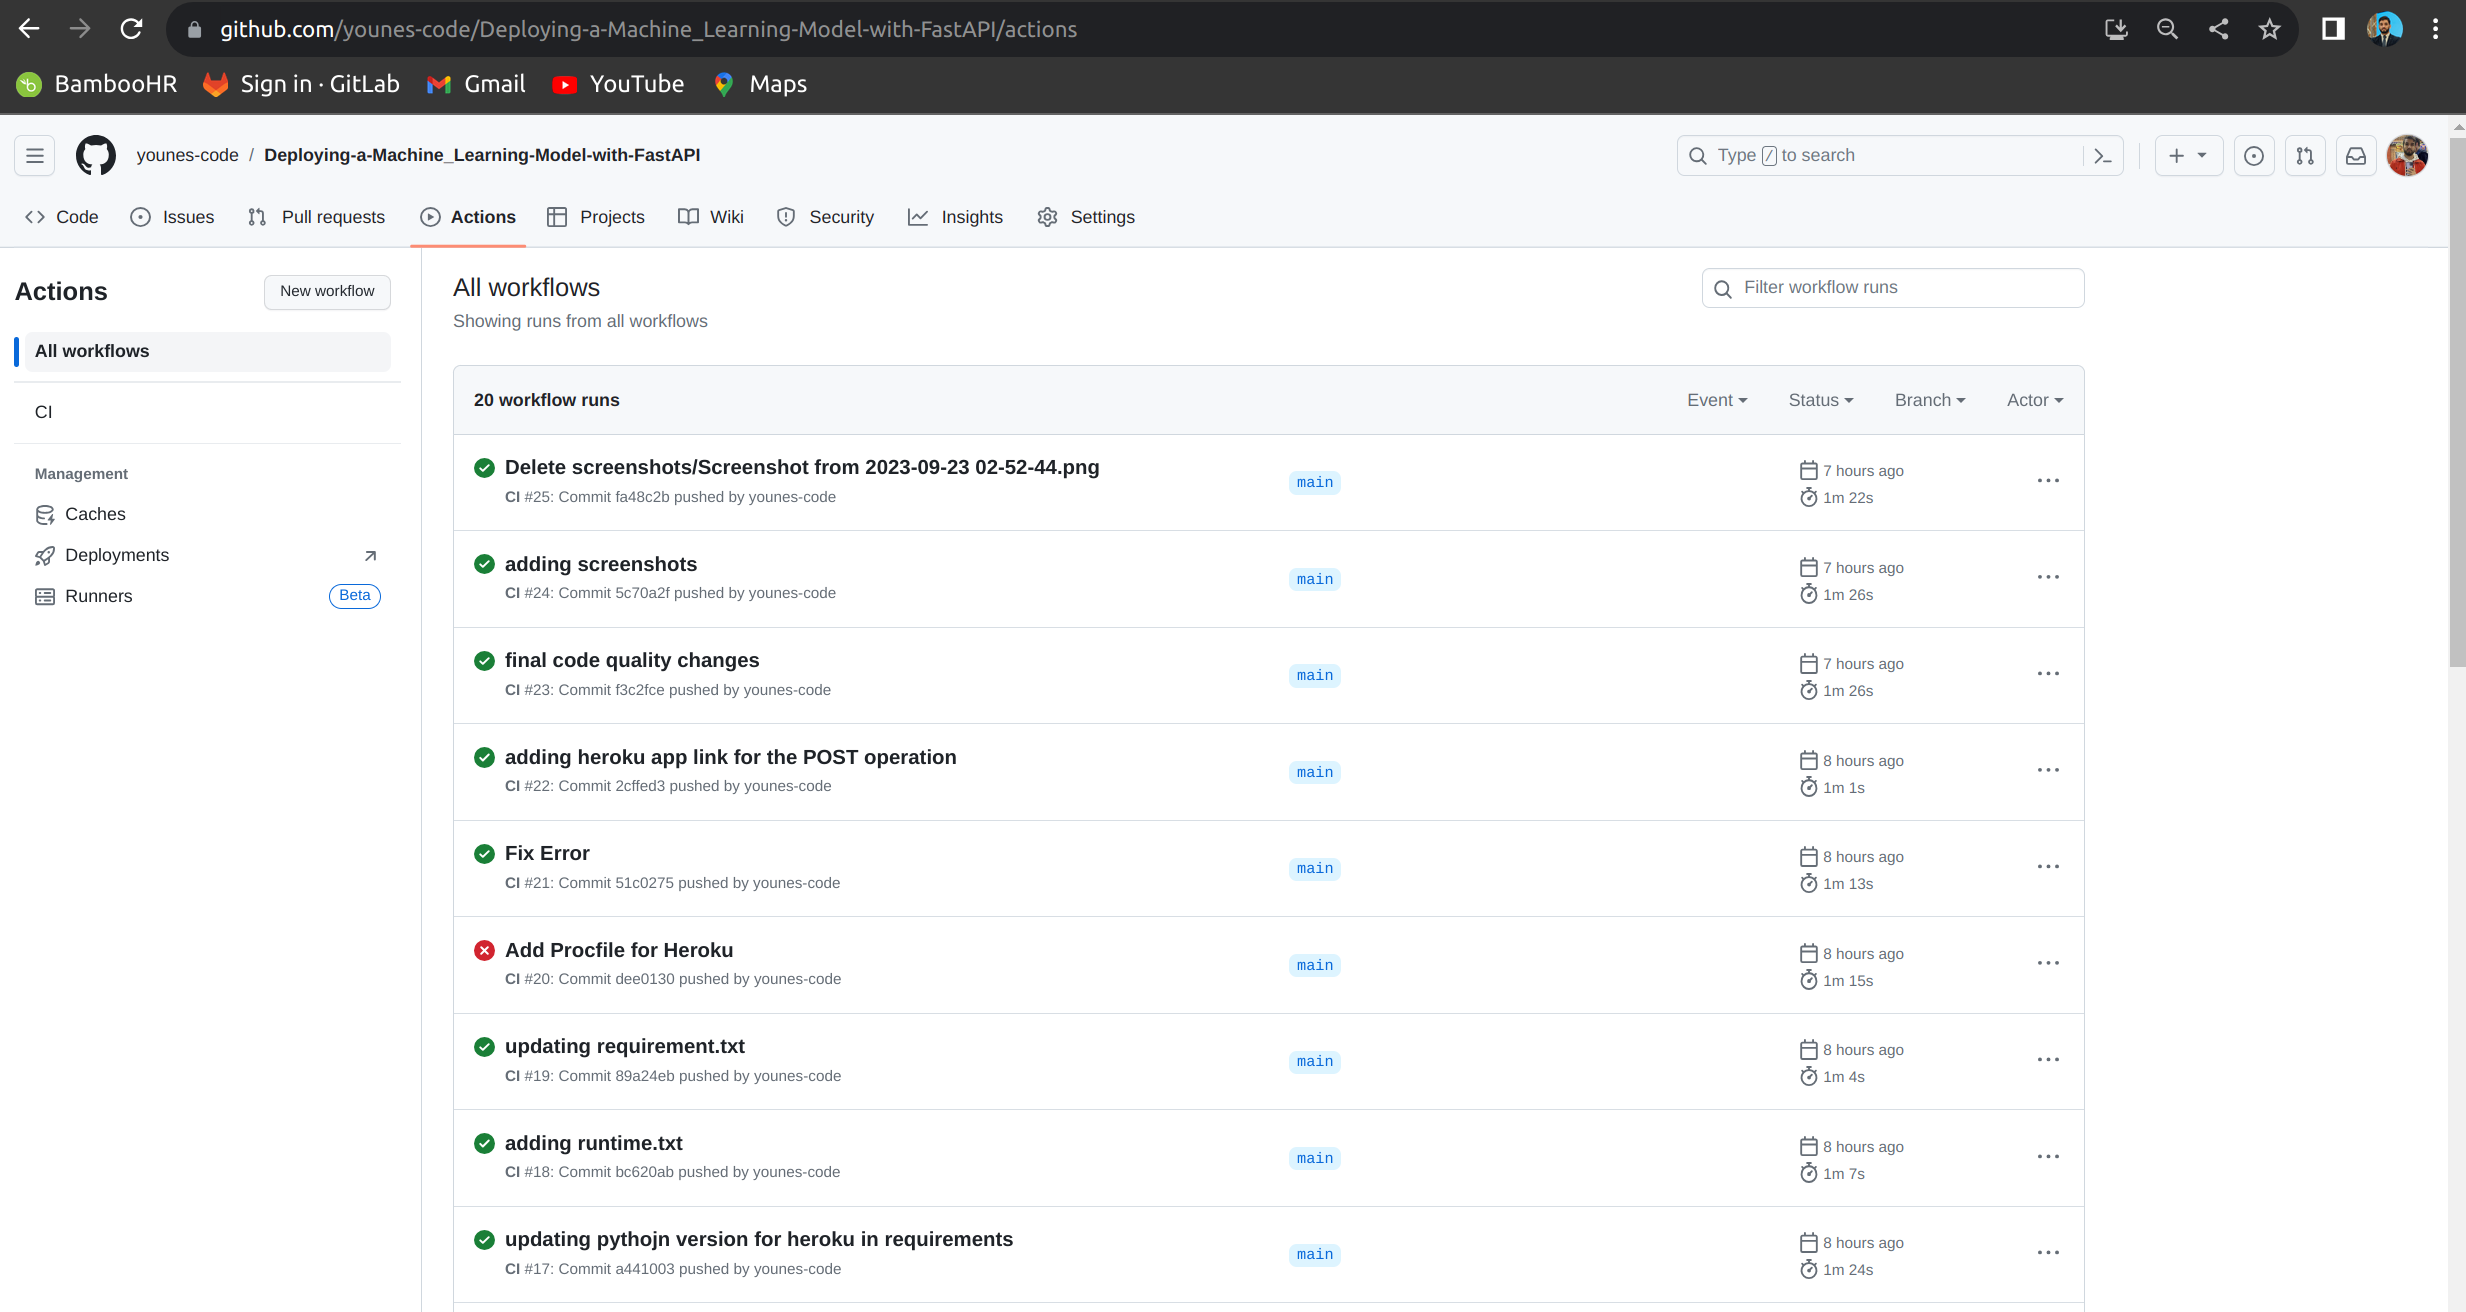 github.com/younes-code/Deploying-a-Machine_Learning-Model-with-FastAPI/actions
BambooHR Sign in · GitLab Gmail YouTube Maps
younes-code / Deploying-a-Machine_Learning-Model-with-FastAPI Type / to search
Code Issues Pull requests Actions Projects Wiki Security Insights Settings
Actions New workflow
All workflows
CI
Management
Caches
Deployments
Runners Beta
All workflows
Showing runs from all workflows
Filter workflow runs
20 workflow runs Event Status Branch Actor
Delete screenshots/Screenshot from 2023-09-23 02-52-44.png
CI #25: Commit fa48c2b pushed by younes-code
main
7 hours ago
1m 22s
adding screenshots
CI #24: Commit 5c70a2f pushed by younes-code
main
7 hours ago
1m 26s
final code quality changes
CI #23: Commit f3c2fce pushed by younes-code
main
7 hours ago
1m 26s
adding heroku app link for the POST operation
CI #22: Commit 2cffed3 pushed by younes-code
main
8 hours ago
1m 1s
Fix Error
CI #21: Commit 51c0275 pushed by younes-code
main
8 hours ago
1m 13s
Add Procfile for Heroku
CI #20: Commit dee0130 pushed by younes-code
main
8 hours ago
1m 15s
updating requirement.txt
CI #19: Commit 89a24eb pushed by younes-code
main
8 hours ago
1m 4s
adding runtime.txt
CI #18: Commit bc620ab pushed by younes-code
main
8 hours ago
1m 7s
updating pythojn version for heroku in requirements
CI #17: Commit a441003 pushed by younes-code
main
8 hours ago
1m 24s